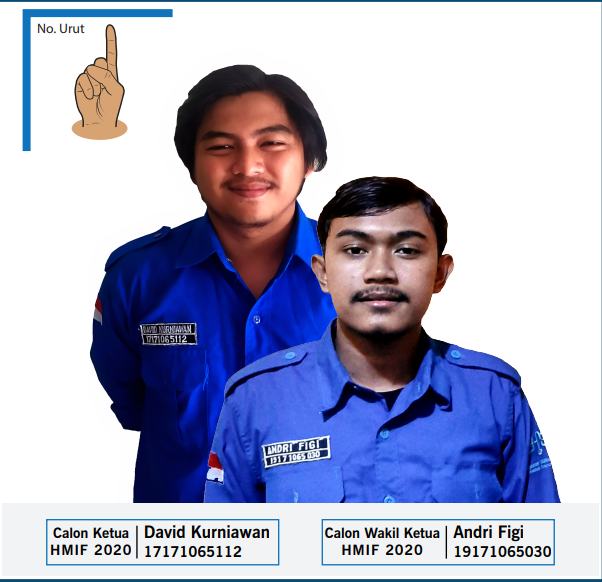 No. Urut
DAVID KURNIAWAN
17171065112
ANDRI FIGI
19171065030
Calon Ketua
HMIF 2020
David Kurniawan
17171065112
Calon Wakil Ketua
HMIF 2020
Andri Figi
19171065030